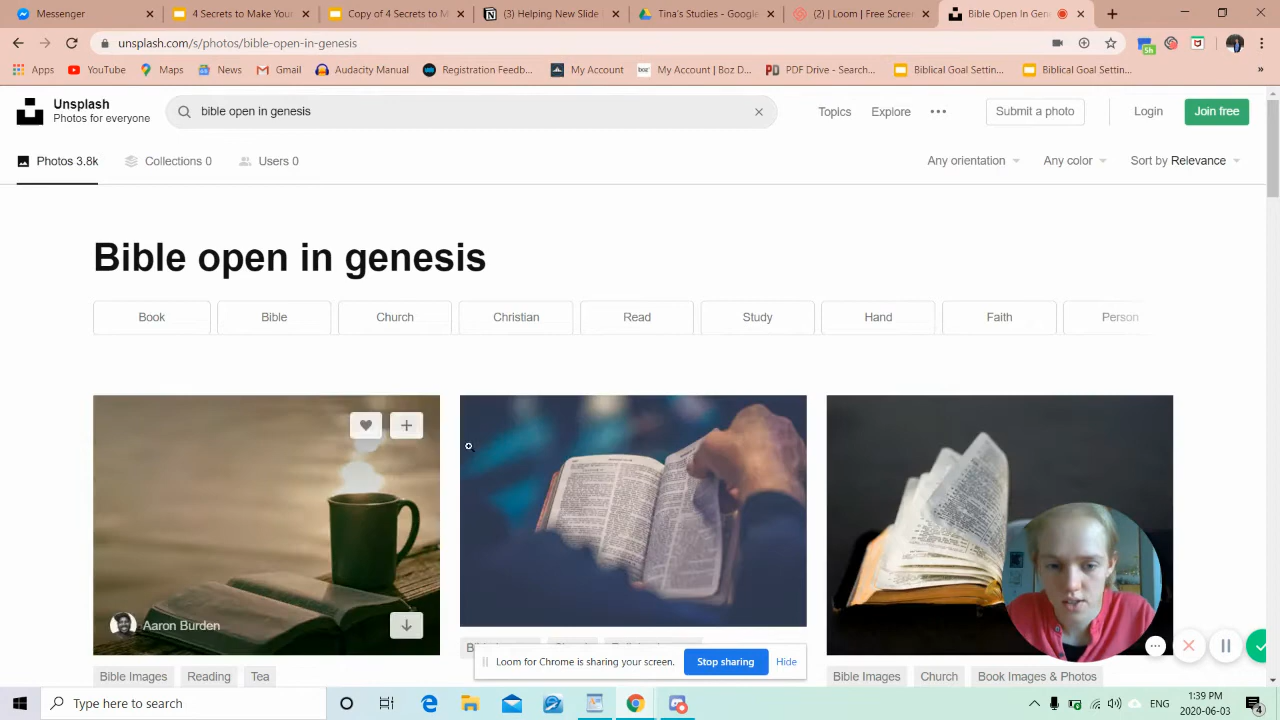 Messenger
4 Secrets to Make Your
Copy of 4 Secrets to M
(3) Helping New Slide
Tina's Studies - Google
(2) | Loom | Free Screen
Bible Open In Gen
unsplash.com/s/photos/bible-open-in-genesis
56
Apps
YouTube
Maps
News
Gmail
Audacity Manual
Registration Feedb...
My Account
boz
My Account | Boz D...
PDF Drive - Search...
Biblical Goal Settin...
Biblical Goal Settin...
»
Unsplash
Photos for everyone
bible open in genesis
Topics
Explore
Submit a photo
Login
Join free
Photos 3.8k
Collections 0
Users 0
Any orientation
Any color
Sort by Relevance
Bible open in genesis
Book
Bible
Church
Christian
Read
Study
Hand
Faith
Person
Aaron Burden
Bible Images
Reading
Tea
Loom for Chrome is sharing your screen.
Stop sharing
Hide
Bible Images
Church
Book Images & Photos
Type here to search
ENG
1:39 PM
2020-06-03
4